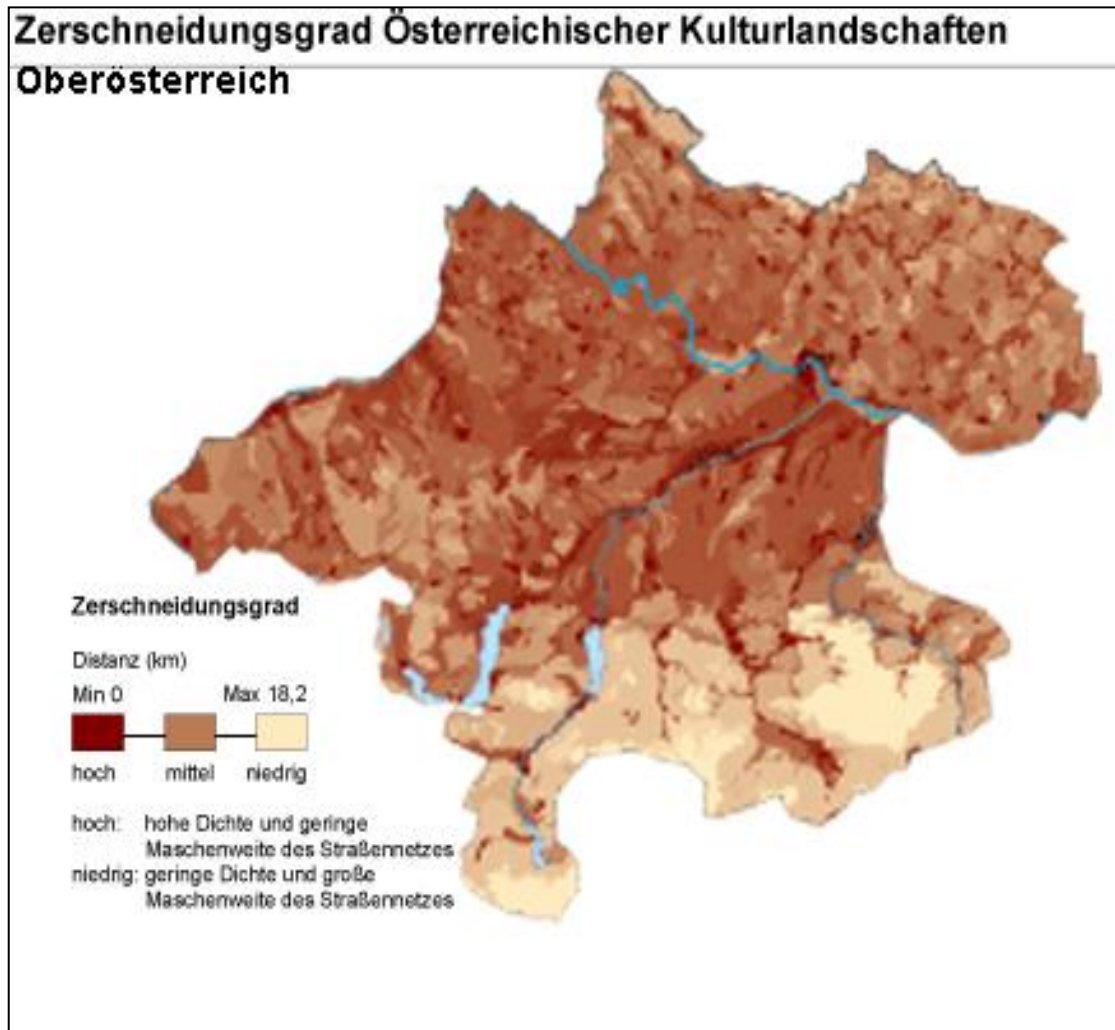 Zerschneidungsgrad Österreichischer Kulturlandschaften
Oberösterreich
Zerschneidungsgrad
Distanz (km)
Min 0 Max 18,2
hoch mittel niedrig
hoch: hohe Dichte und geringe
Maschenweite des Straßennetzes
niedrig: geringe Dichte und große
Maschenweite des Straßennetzes